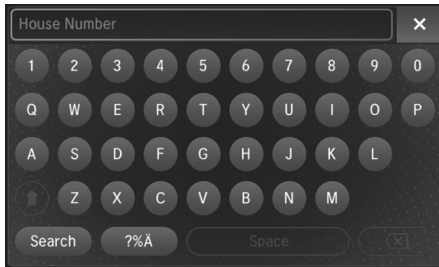 House Number ×
1 2 3 4 5 6 7 8 9 0
Q W E R T Y U I O P
A S D F G H J K L
Z X C V B N M
Search ?%Ä Space